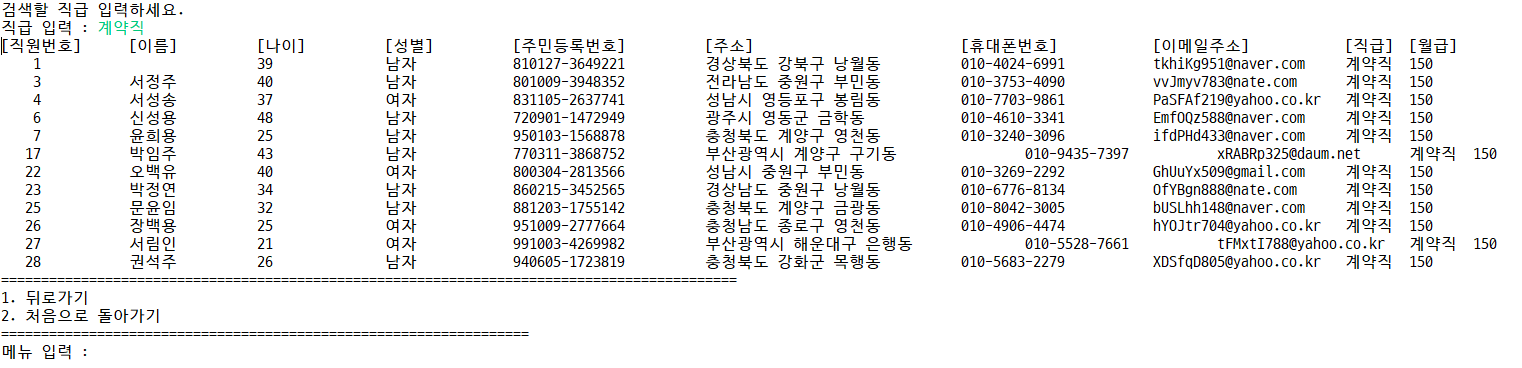 검색할 직급 입력하세요.
직급 입력 : 계약직
[직원번호] [이름] [나이] [성별] [주민등록번호] [주소] [휴대폰번호] [이메일주소] [직급] [월급]
1 39 남자 810127-3649221 경상북도 강북구 낭월동 010-4024-6991 tkhiKg951@naver.com 계약직 150
3 서정주 40 남자 801009-3948352 전라남도 중원구 부민동 010-3753-4090 vvJmyv783@nate.com 계약직 150
4 서성송 37 여자 831105-2637741 성남시 영등포구 봉림동 010-7703-9861 PaSFAf219@yahoo.co.kr 계약직 150
6 신성용 48 남자 720901-1472949 광주시 영동군 금학동 010-4610-3341 EmfOQz588@naver.com 계약직 150
7 윤희용 25 남자 950103-1568878 충청북도 계양구 영천동 010-3240-3096 ifdPHd433@naver.com 계약직 150
17 박임주 43 남자 770311-3868752 부산광역시 계양구 구기동 010-9435-7397 xRABRp325@daum.net 계약직 150
22 오백유 40 여자 800304-2813566 성남시 중원구 부민동 010-3269-2292 GhUuYx509@gmail.com 계약직 150
23 박정연 34 남자 860215-3452565 경상남도 중원구 낭월동 010-6776-8134 OfYBgn888@nate.com 계약직 150
25 문윤임 32 남자 881203-1755142 충청북도 계양구 금광동 010-8042-3005 bUSLhh148@naver.com 계약직 150
26 장백용 25 여자 951009-2777664 충청남도 종로구 영천동 010-4906-4474 hYOJtr704@yahoo.co.kr 계약직 150
27 서림인 21 여자 991003-4269982 부산광역시 해운대구 은행동 010-5528-7661 tFMxtI788@yahoo.co.kr 계약직 150
28 권석주 26 남자 940605-1723819 충청북도 강화군 목행동 010-5683-2279 XDSfqD805@yahoo.co.kr 계약직 150
============================================================================================
1. 뒤로가기
2. 처음으로 돌아가기
==================================================================
메뉴 입력 :